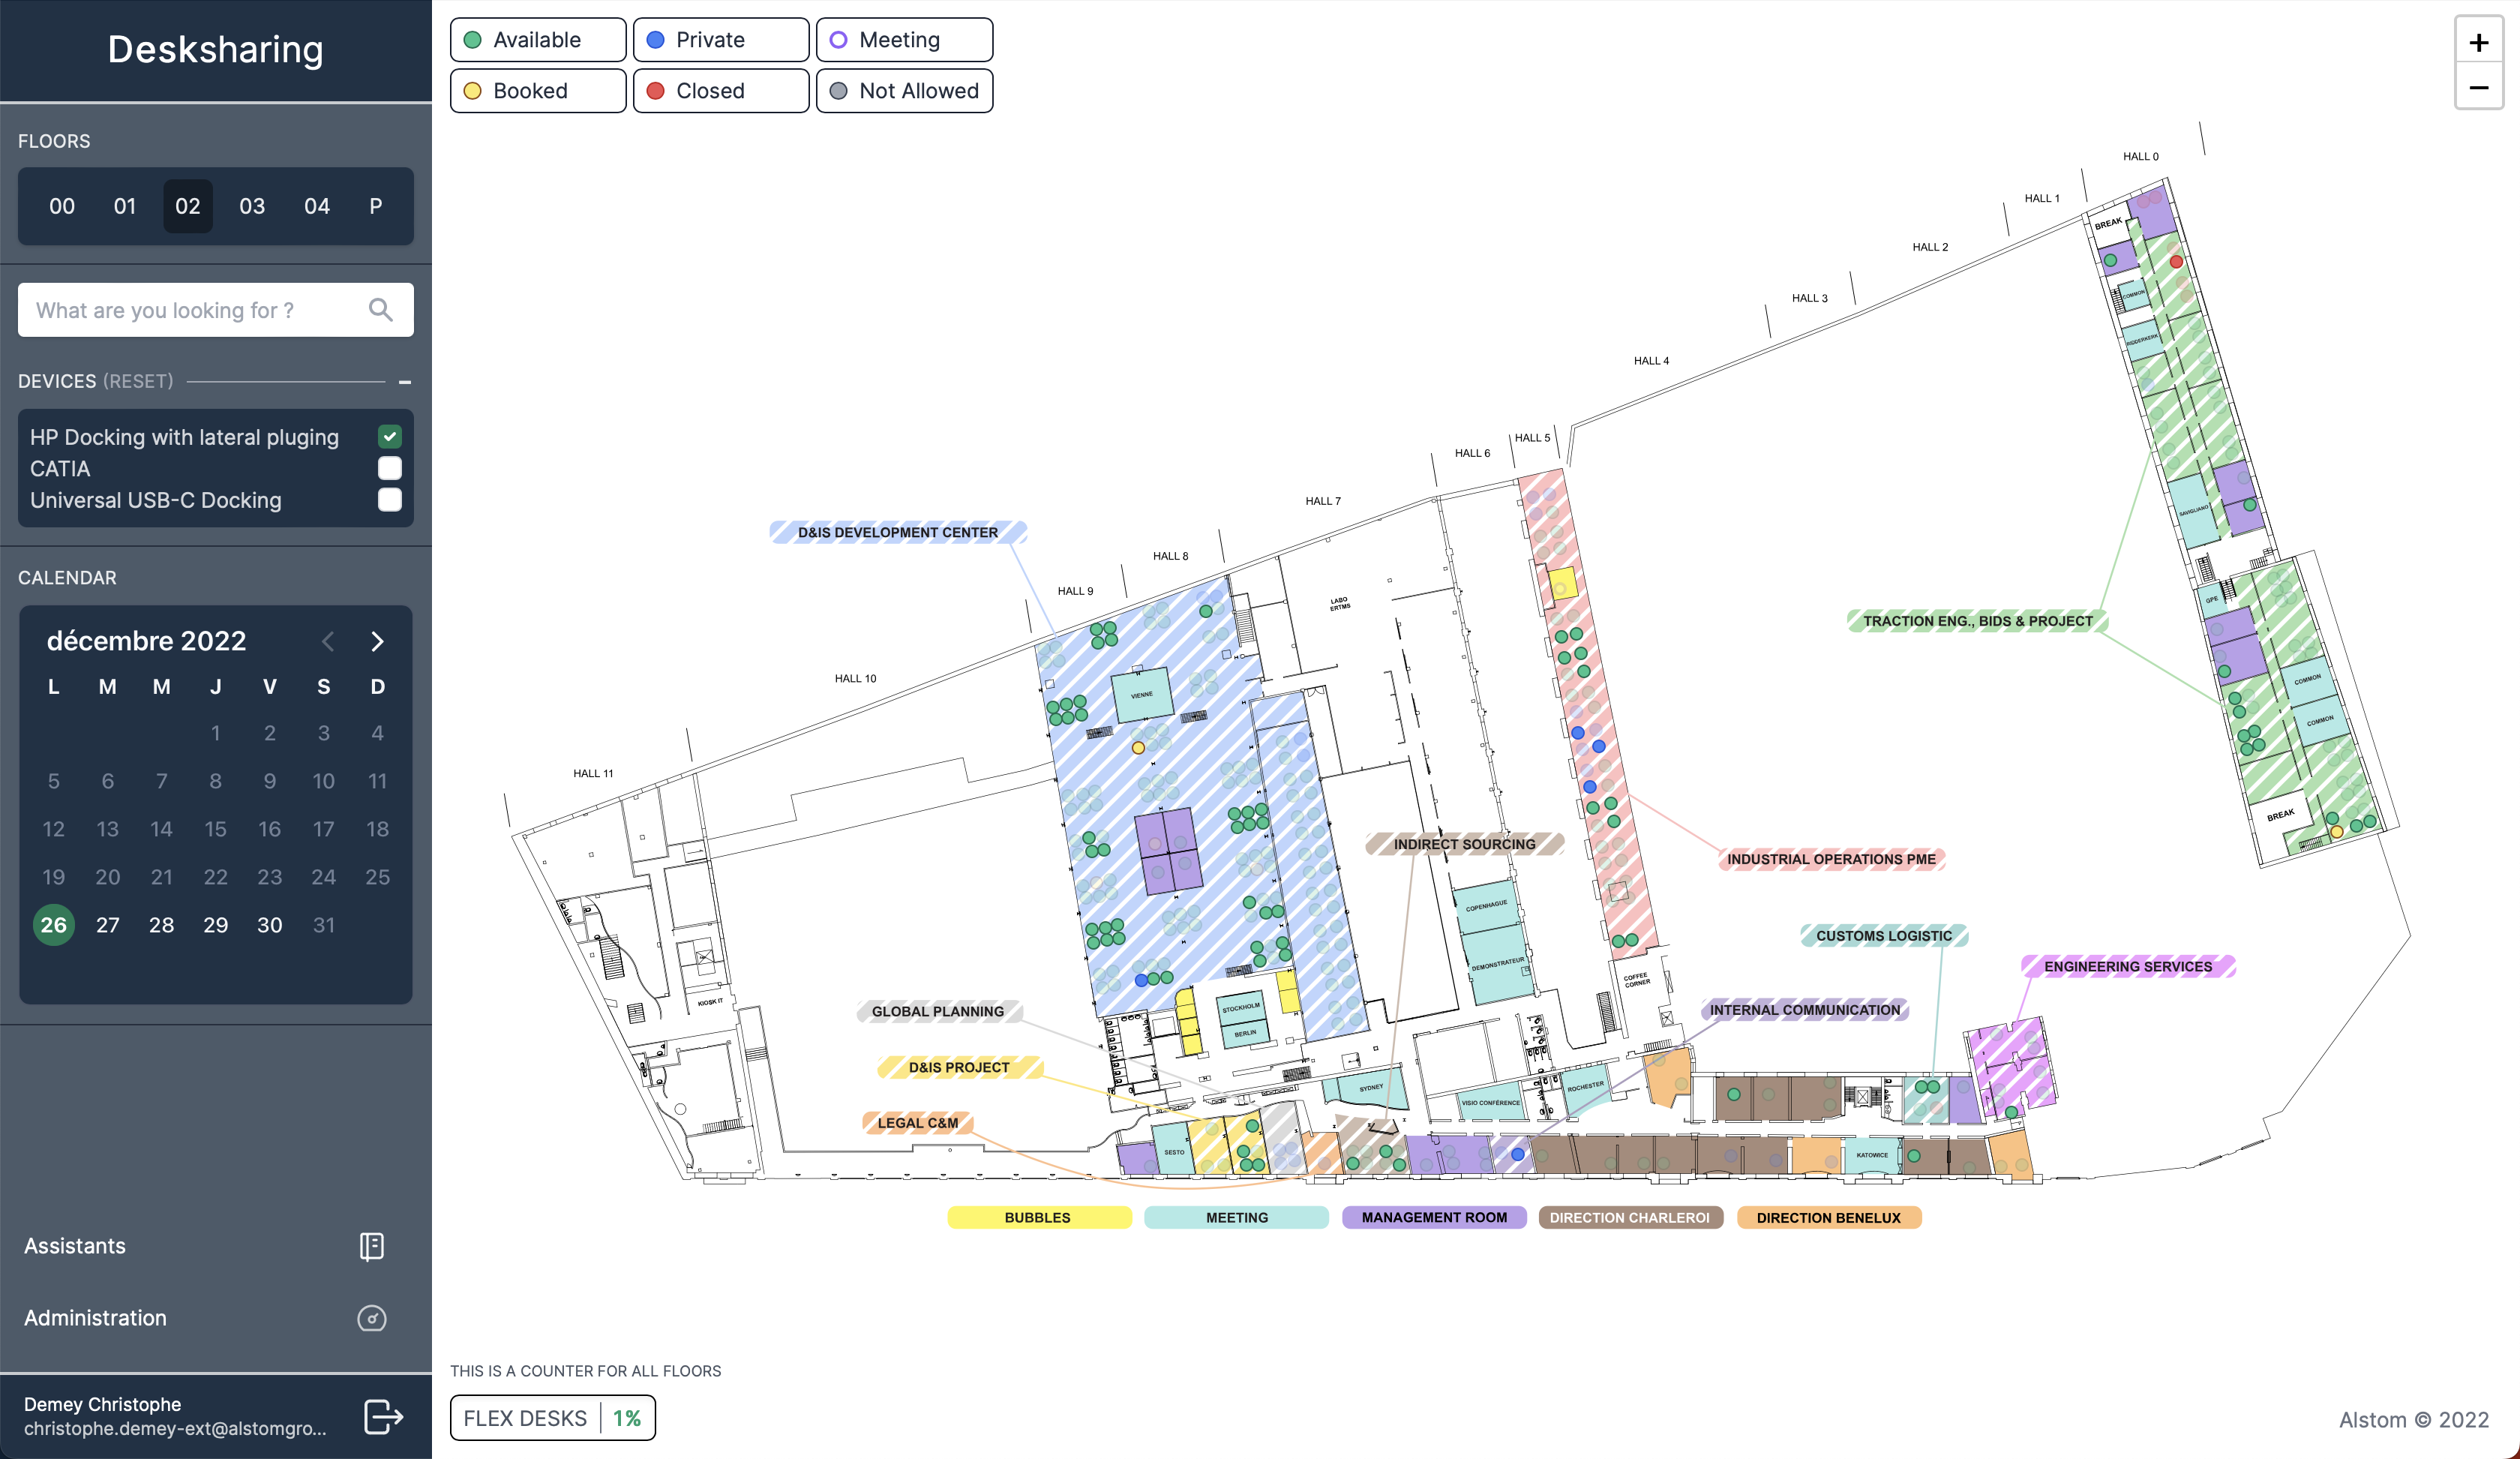 Desksharing
FLOORS
00 01 02 03 04 P
What are you looking for ?
DEVICES (RESET)
HP Docking with lateral pluging
CATIA
Universal USB-C Docking
CALENDAR
décembre 2022
L M M J V S D
1 2 3 4
5 6 7 8 9 10 11
12 13 14 15 16 17 18
19 20 21 22 23 24 25
26 27 28 29 30 31
Assistants
Administration
Demey Christophe
christophe.demey-ext@alstomgro...
Available
Private
Meeting
Booked
Closed
Not Allowed
+
−
HALL 0
HALL 1
HALL 2
HALL 3
HALL 4
HALL 5
HALL 6
HALL 7
HALL 8
HALL 9
HALL 10
HALL 11
BREAK
COMMON
RIDDERKERK
SAVIGLIANO
GPE
COMMON
COMMON
BREAK
D&IS DEVELOPMENT CENTER
TRACTION ENG., BIDS & PROJECT
LABO
ERTMS
VIENNE
INDIRECT SOURCING
INDUSTRIAL OPERATIONS PME
COPENHAGUE
DEMONSTRATEUR
COFFEE
CORNER
CUSTOMS LOGISTIC
ENGINEERING SERVICES
INTERNAL COMMUNICATION
KIOSK IT
GLOBAL PLANNING
STOCKHOLM
BERLIN
D&IS PROJECT
LEGAL C&M
SYDNEY
VISIO CONFÉRENCE
ROCHESTER
SESTO
KATOWICE
BUBBLES
MEETING
MANAGEMENT ROOM
DIRECTION CHARLEROI
DIRECTION BENELUX
THIS IS A COUNTER FOR ALL FLOORS
FLEX DESKS 1%
Alstom © 2022